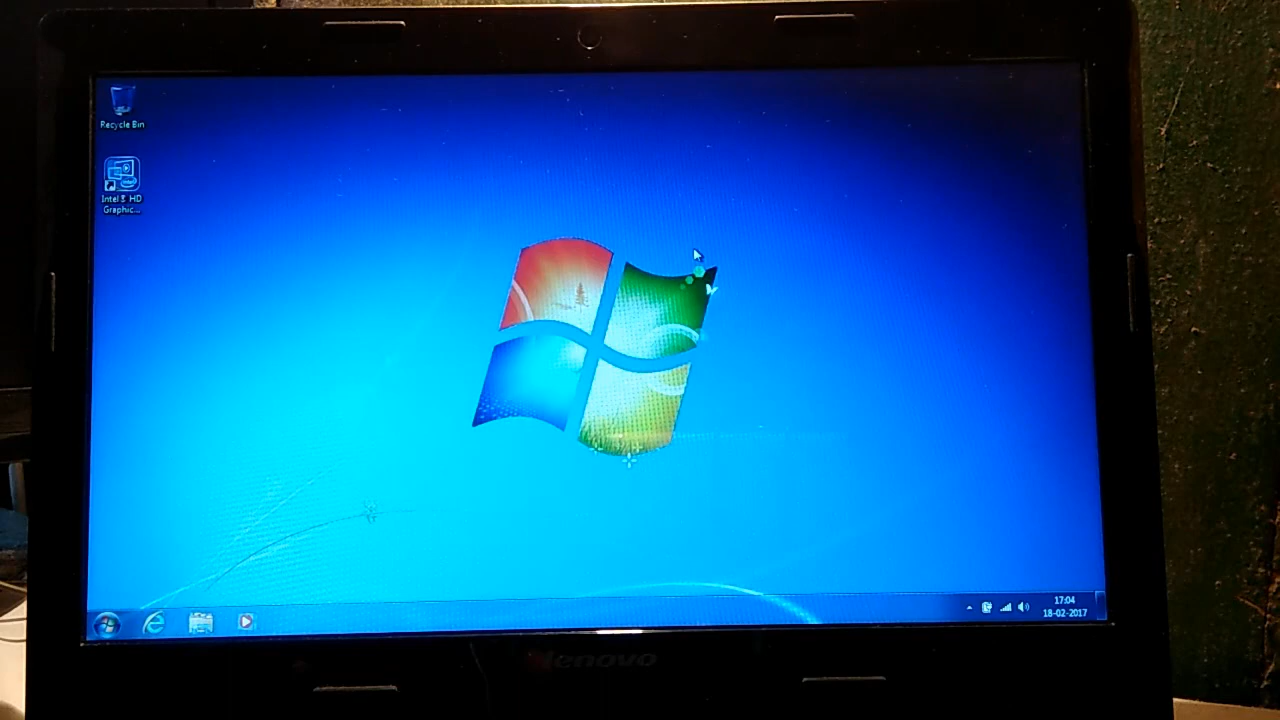 Recycle Bin
Intel® HD
Graphic...
17:04
18-02-2017
lenovo